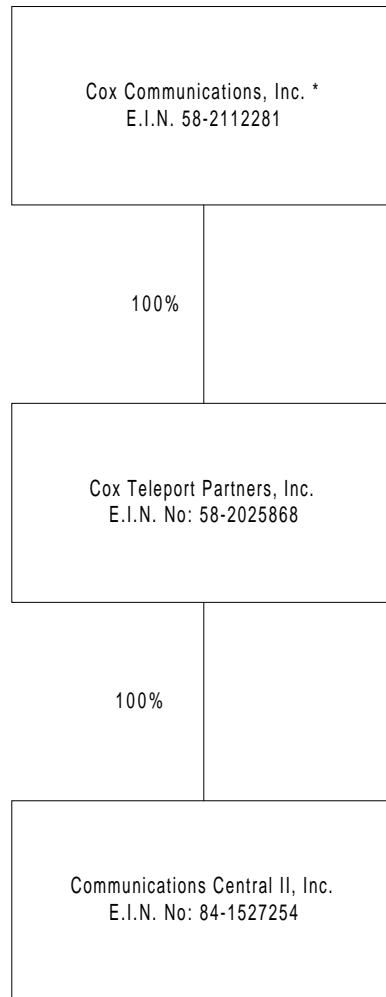 Cox Communications, Inc. *
E.I.N. 58-2112281
100%
Cox Teleport Partners, Inc.
E.I.N. No: 58-2025868
100%
Communications Central II, Inc.
E.I.N. No: 84-1527254